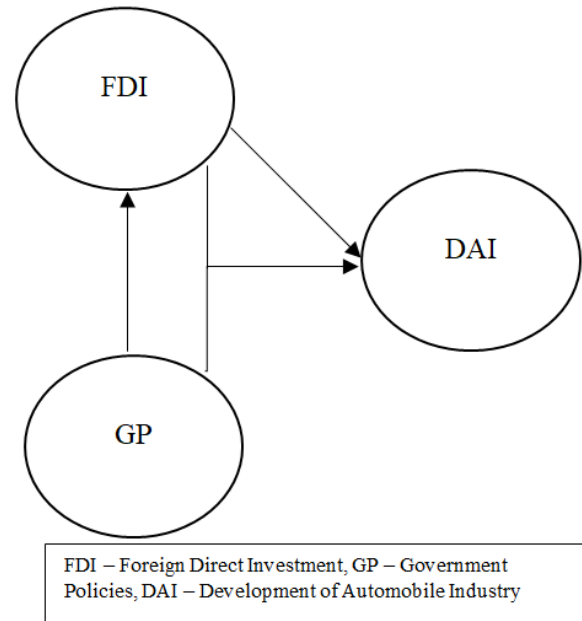 FDI
DAI
GP
FDI – Foreign Direct Investment, GP – Government
Policies, DAI – Development of Automobile Industry